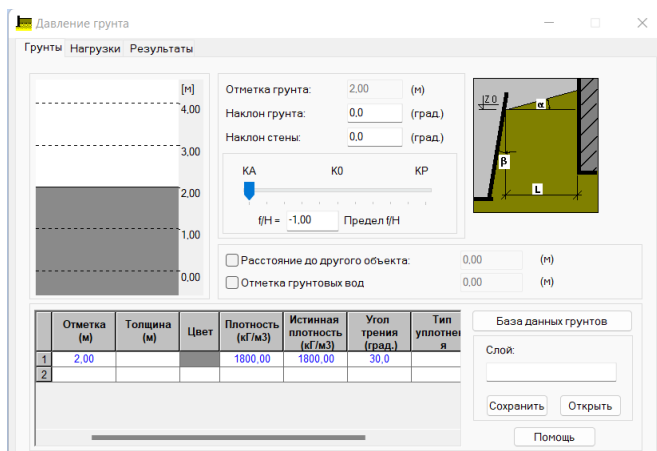 Давление грунта
Грунты Нагрузки Результаты
[м]
4,00
3,00
2,00
1,00
0,00
Отметка грунта: 2,00 (м)
Наклон грунта: 0,0 (град.)
Наклон стены: 0,0 (град.)
КА К0 КР
f/H = -1,00 Предел f/H
Z 0
α
β
L
Расстояние до другого объекта: 0,00 (м)
Отметка грунтовых вод 0,00 (м)
Отметка (м) Толщина (м) Цвет Плотность (кГ/м3) Истинная плотность (кГ/м3) Угол трения (град.) Тип уплотнен я
1 2,00 1800,00 1800,00 30,0
2
База данных грунтов
Слой:
Сохранить Открыть
Помощь